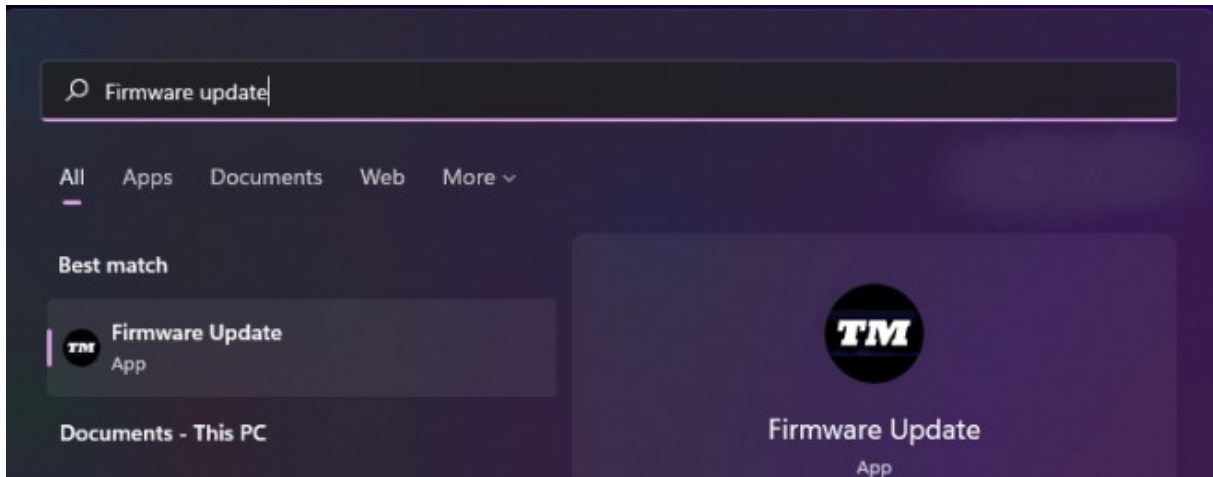 Firmware update
All Apps Documents Web More
Best match
TM
Firmware Update
App
Documents - This PC
TM
Firmware Update
App